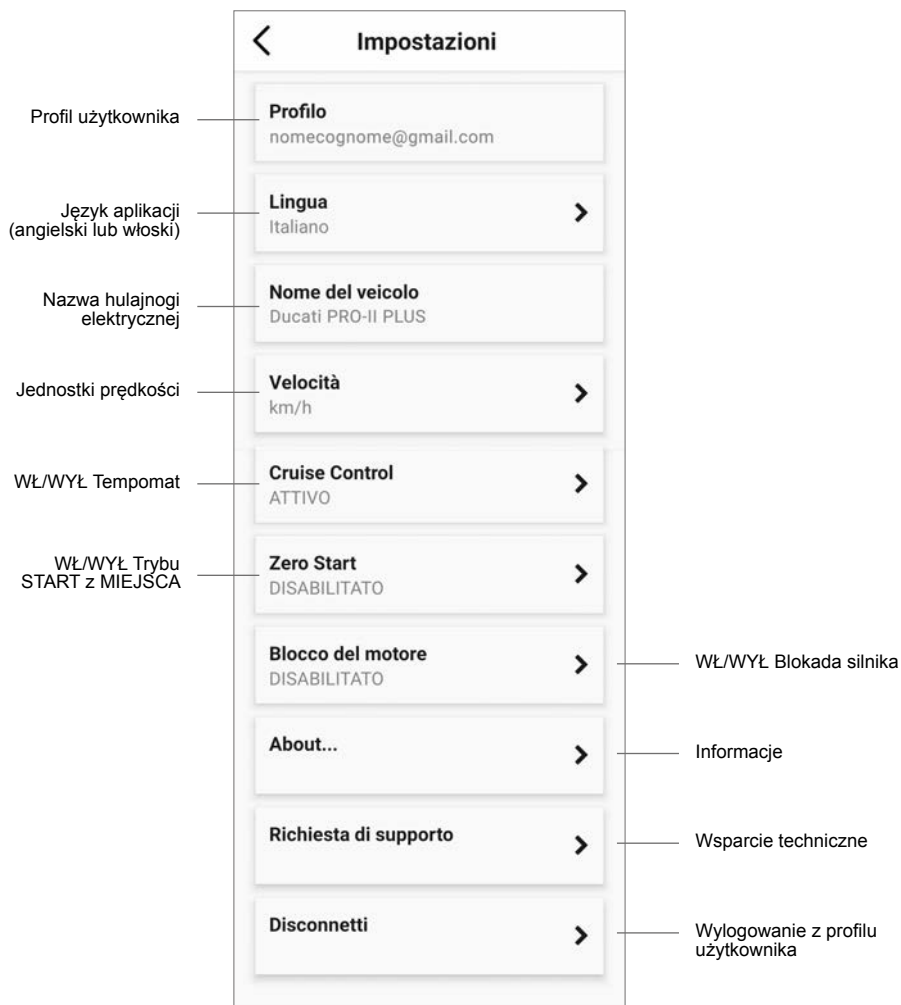 Impostazioni
Profil użytkownika
Profilo
nomecognome@gmail.com
Język aplikacji
(angielski lub włoski)
Lingua
Italiano
Nazwa hulajnogi
elektrycznej
Nome del veicolo
Ducati PRO-II PLUS
Jednostki prędkości
Velocità
km/h
WŁ/WYŁ Tempomat
Cruise Control
ATTIVO
WŁ/WYŁ Trybu
START z MIEJSCA
Zero Start
DISABILITATO
Blocco del motore
DISABILITATO
WŁ/WYŁ Blokada silnika
About...
Informacje
Richiesta di supporto
Wsparcie techniczne
Disconnetti
Wylogowanie z profilu
użytkownika